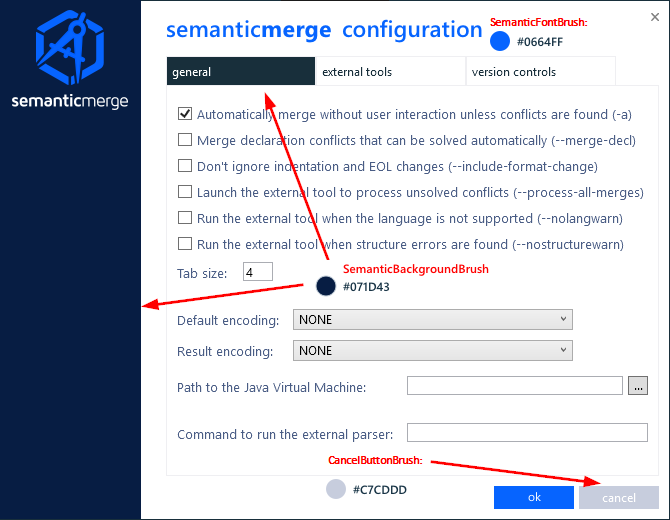 semanticmerge
semanticmerge configuration
SemanticFontBrush:
#0664FF
general
external tools
version controls
Automatically merge without user interaction unless conflicts are found (-a)
Merge declaration conflicts that can be solved automatically (--merge-decl)
Don't ignore indentation and EOL changes (--include-format-change)
Launch the external tool to process unsolved conflicts (--process-all-merges)
Run the external tool when the language is not supported (--nolangwarn)
Run the external tool when structure errors are found (--nostructurewarn)
Tab size: 4
SemanticBackgroundBrush
#071D43
Default encoding: NONE
Result encoding: NONE
Path to the Java Virtual Machine: ...
Command to run the external parser:
CancelButtonBrush:
#C7CDDD
ok
cancel